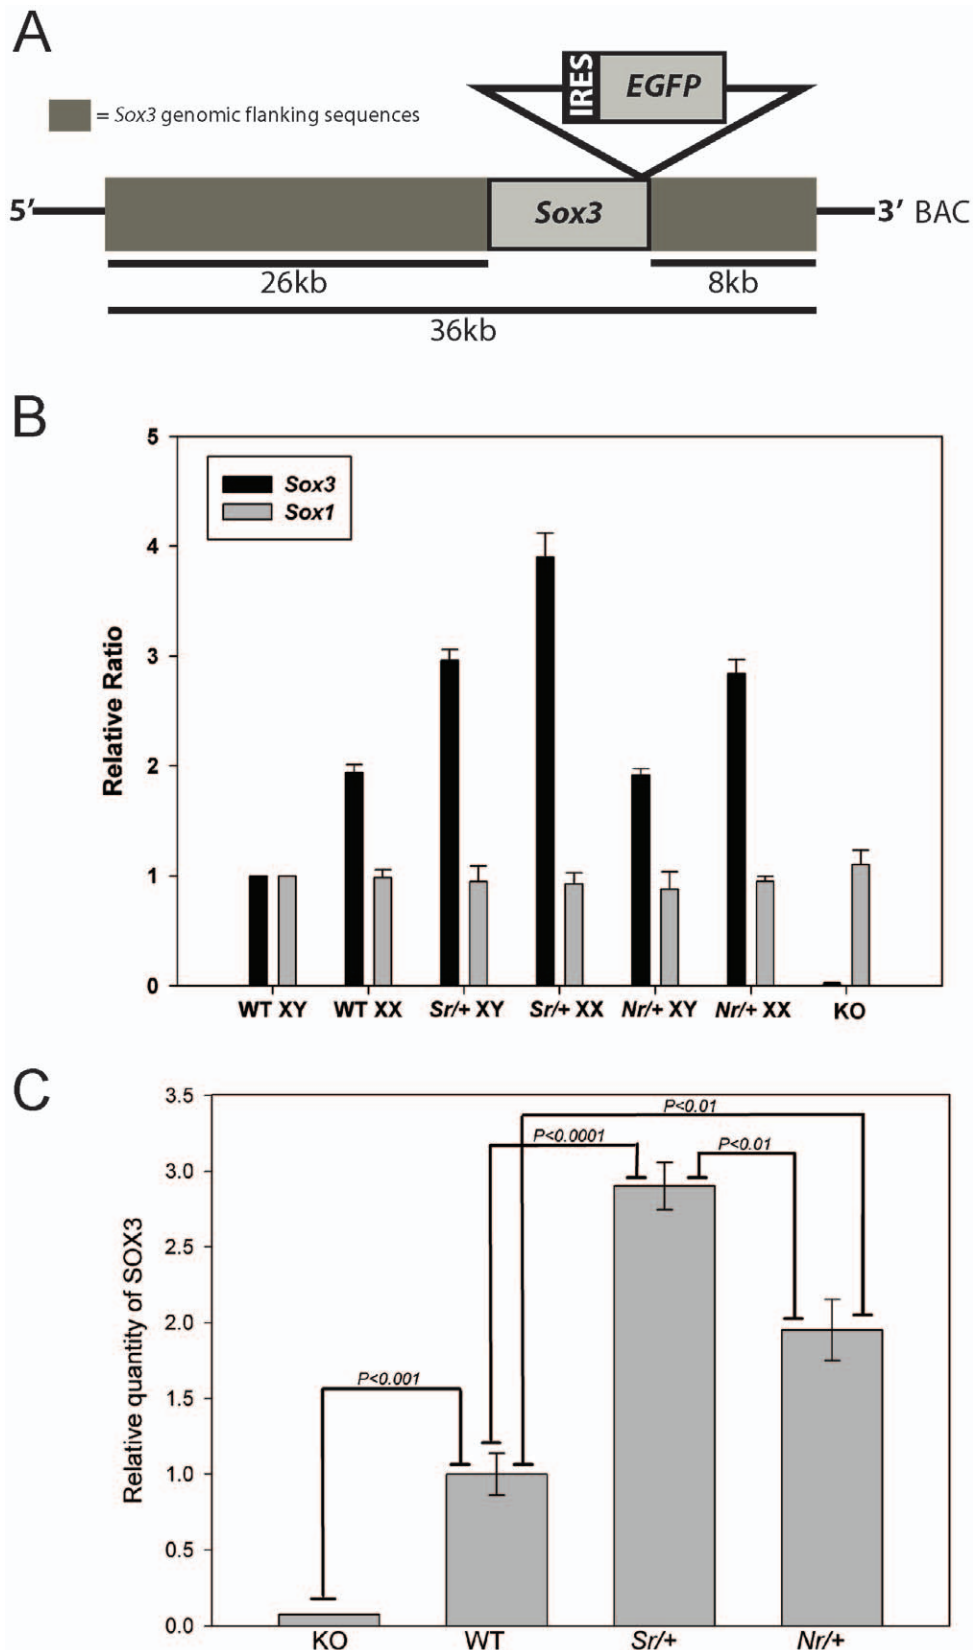 A
IRES
EGFP
= Sox3 genomic flanking sequences
5’
Sox3
3’ BAC
26kb
8kb
36kb
B
5
4
3
2
1
0
Relative Ratio
Sox3
Sox1
WT XY
WT XX
Sr/+ XY
Sr/+ XX
Nr/+ XY
Nr/+ XX
KO
C
3.5
3.0
2.5
2.0
1.5
1.0
0.5
0.0
Relative quantity of SOX3
P<0.01
P<0.0001
P<0.01
P<0.001
KO
WT
Sr/+
Nr/+